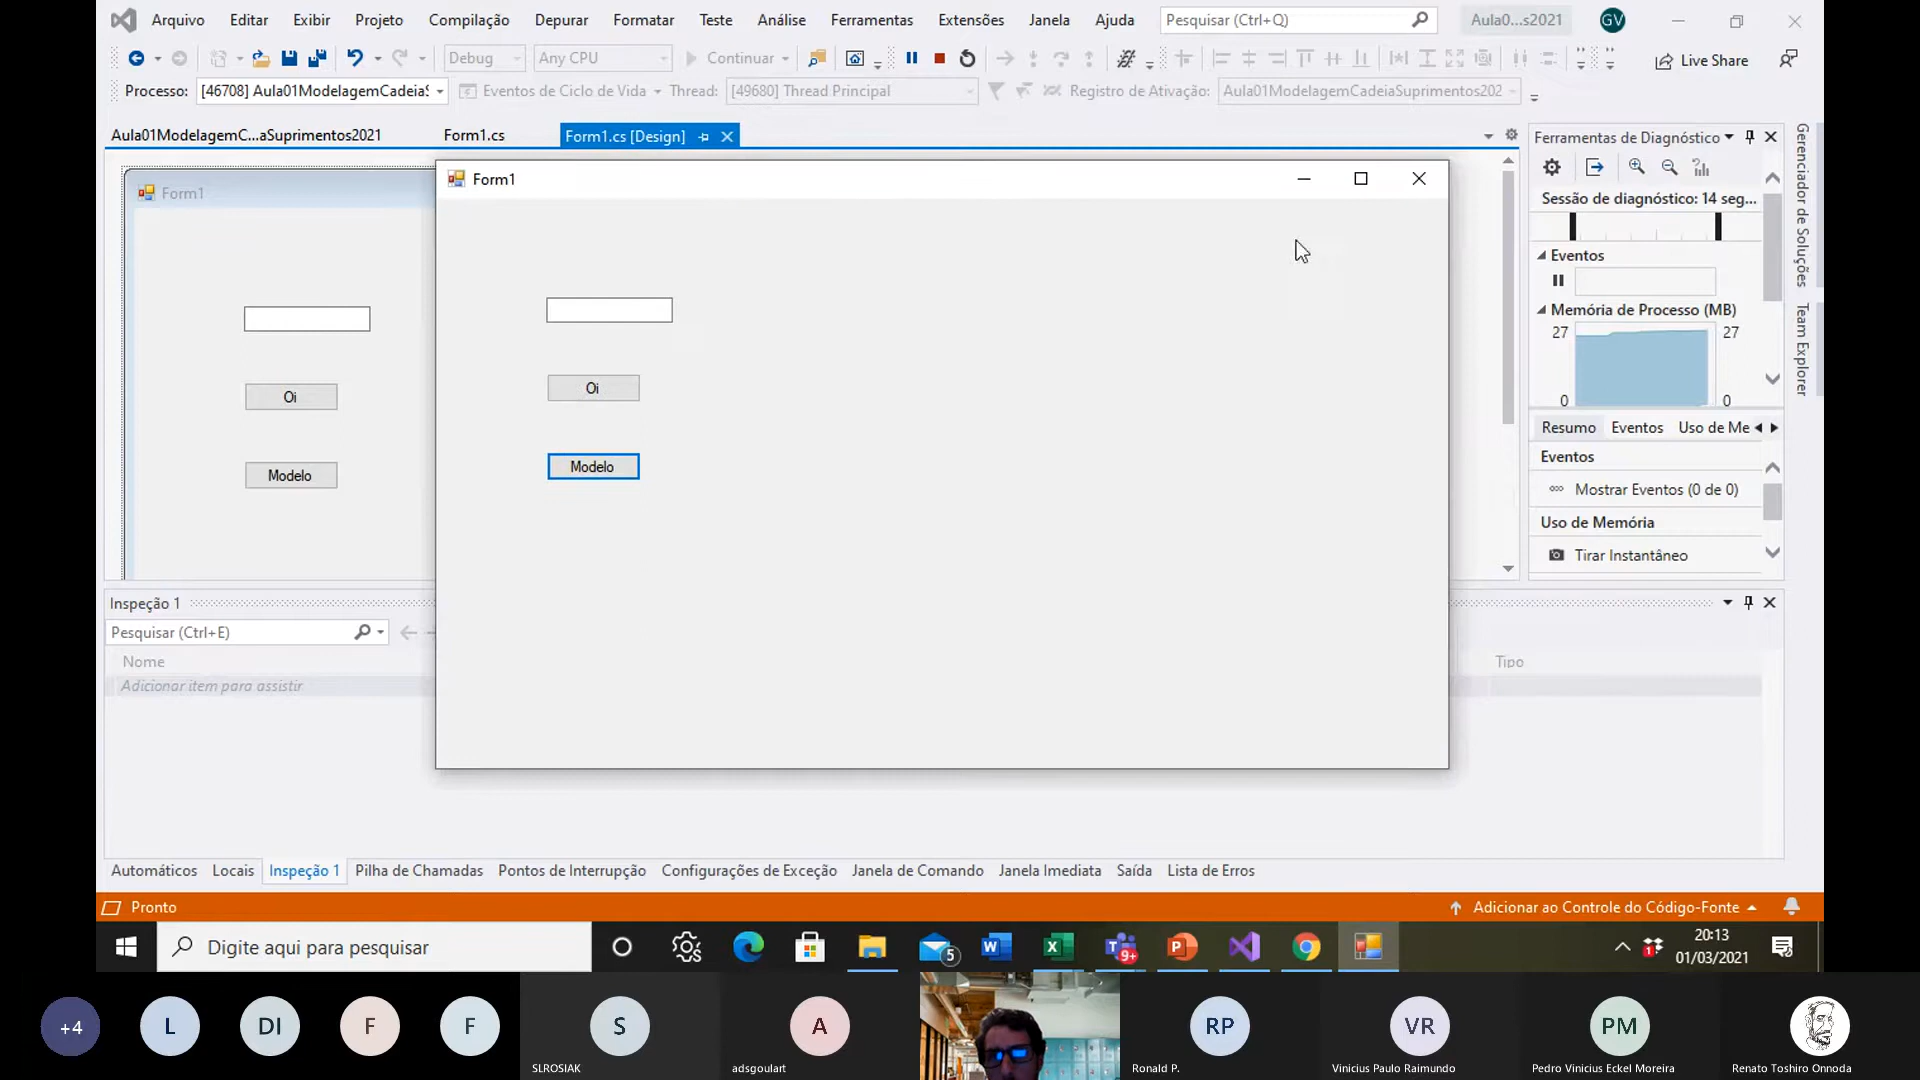 Arquivo Editar Exibir Projeto Compilação Depurar Formatar Teste Análise Ferramentas Extensões Janela Ajuda Pesquisar (Ctrl+Q) Aula0...s2021 GV
Debug Any CPU Continuar Live Share
Processo: [46708] Aula01ModelagemCadeiaS Eventos de Ciclo de Vida Thread: [49680] Thread Principal Registro de Ativação: Aula01ModelagemCadeiaSuprimentos202
Aula01ModelagemC...aSuprimentos2021 Form1.cs Form1.cs [Design]
Form1
Oi
Modelo
Form1
Oi
Modelo
Ferramentas de Diagnóstico
Sessão de diagnóstico: 14 seg...
Eventos
Memória de Processo (MB)
27 27
0 0
Resumo Eventos Uso de Me
Eventos
Mostrar Eventos (0 de 0)
Uso de Memória
Tirar Instantâneo
Gerenciador de Soluções
Team Explorer
Inspeção 1
Pesquisar (Ctrl+E)
Nome Tipo
Adicionar item para assistir
Automáticos Locais Inspeção 1 Pilha de Chamadas Pontos de Interrupção Configurações de Exceção Janela de Comando Janela Imediata Saída Lista de Erros
Pronto Adicionar ao Controle do Código-Fonte
Digite aqui para pesquisar 5 9+ 1 20:13
01/03/2021
+4 L DI F F S A RP VR PM
SLROSIAK adsgoulart Ronald P. Vinicius Paulo Raimundo Pedro Vinicius Eckel Moreira Renato Toshiro Onnoda